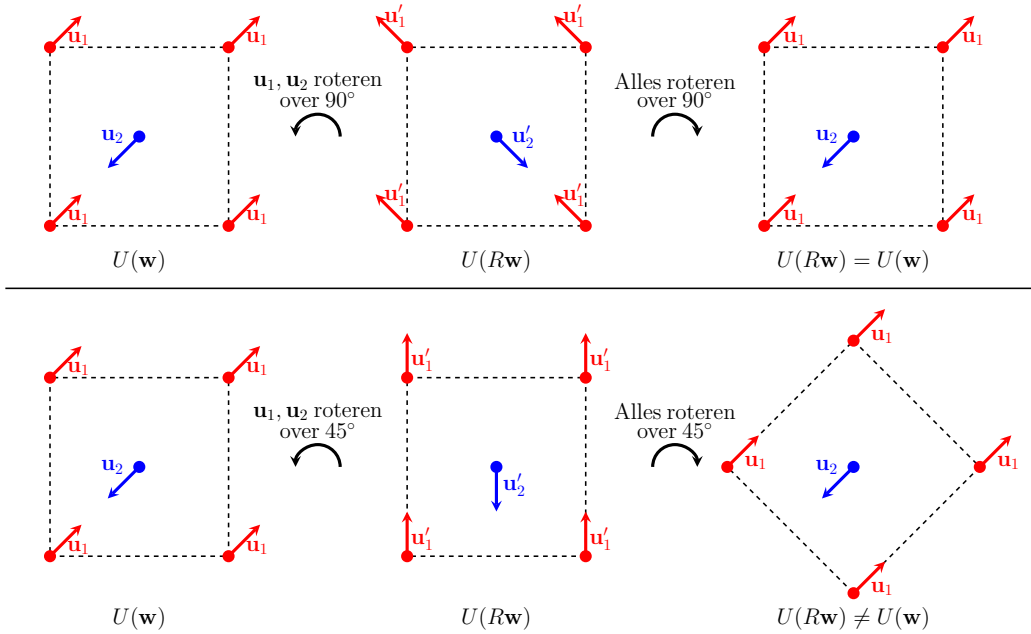 𝐮₁ 𝐮₁ 𝐮′₁ 𝐮′₁ 𝐮₁ 𝐮₁
𝐮₁, 𝐮₂ roteren
over 90°
Alles roteren
over 90°
𝐮₂ 𝐮′₂ 𝐮₂
𝐮₁ 𝐮₁ 𝐮′₁ 𝐮′₁ 𝐮₁ 𝐮₁
U(𝐰) U(R𝐰) U(R𝐰) = U(𝐰)
𝐮₁ 𝐮₁ 𝐮′₁ 𝐮′₁ 𝐮₁
𝐮₁, 𝐮₂ roteren
over 45°
Alles roteren
over 45°
𝐮₂ 𝐮′₂ 𝐮₁ 𝐮₂ 𝐮₁
𝐮₁ 𝐮₁ 𝐮′₁ 𝐮′₁ 𝐮₁
U(𝐰) U(R𝐰) U(R𝐰) ≠ U(𝐰)